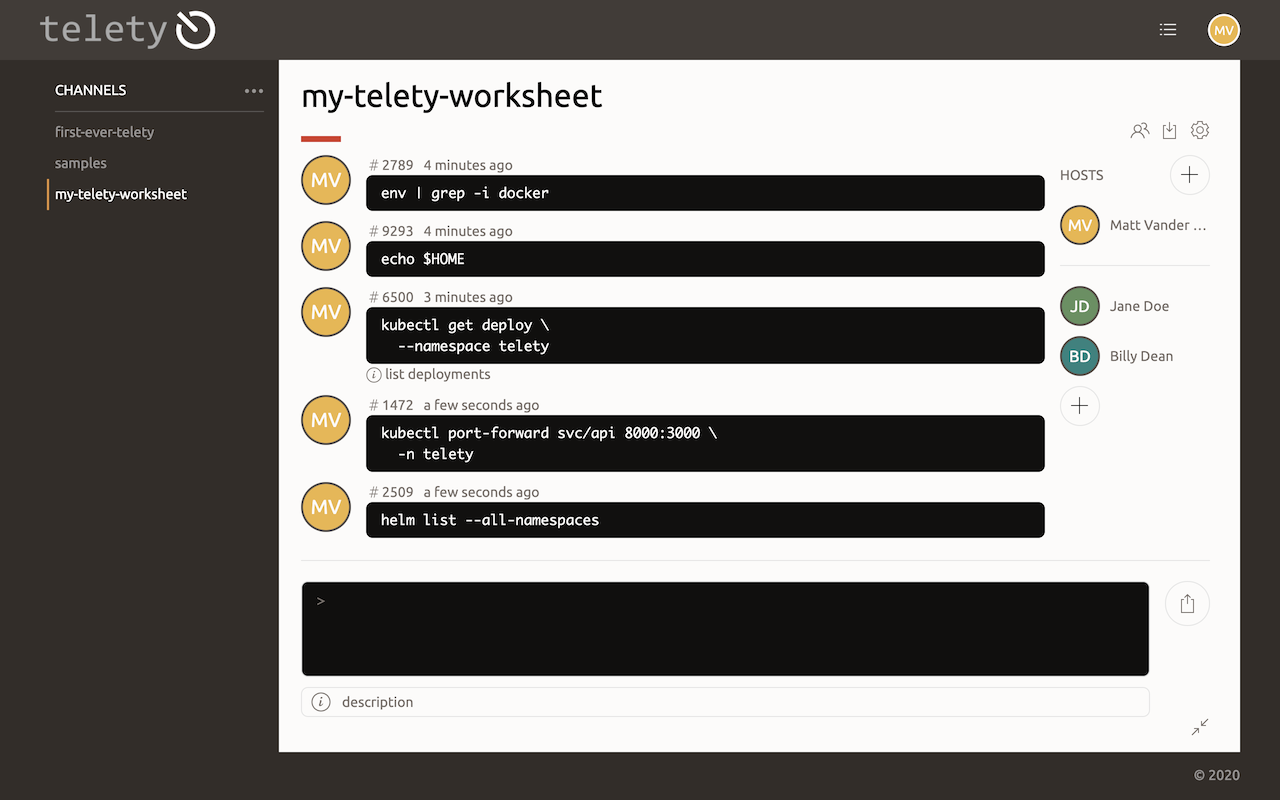 telety
MV
CHANNELS
first-ever-telety
samples
my-telety-worksheet
my-telety-worksheet
MV
# 2789 4 minutes ago
env | grep -i docker
MV
# 9293 4 minutes ago
echo $HOME
MV
# 6500 3 minutes ago
kubectl get deploy \
--namespace telety
list deployments
MV
# 1472 a few seconds ago
kubectl port-forward svc/api 8000:3000 \
-n telety
MV
# 2509 a few seconds ago
helm list --all-namespaces
HOSTS
MV Matt Vander ...
JD Jane Doe
BD Billy Dean
>
description
© 2020